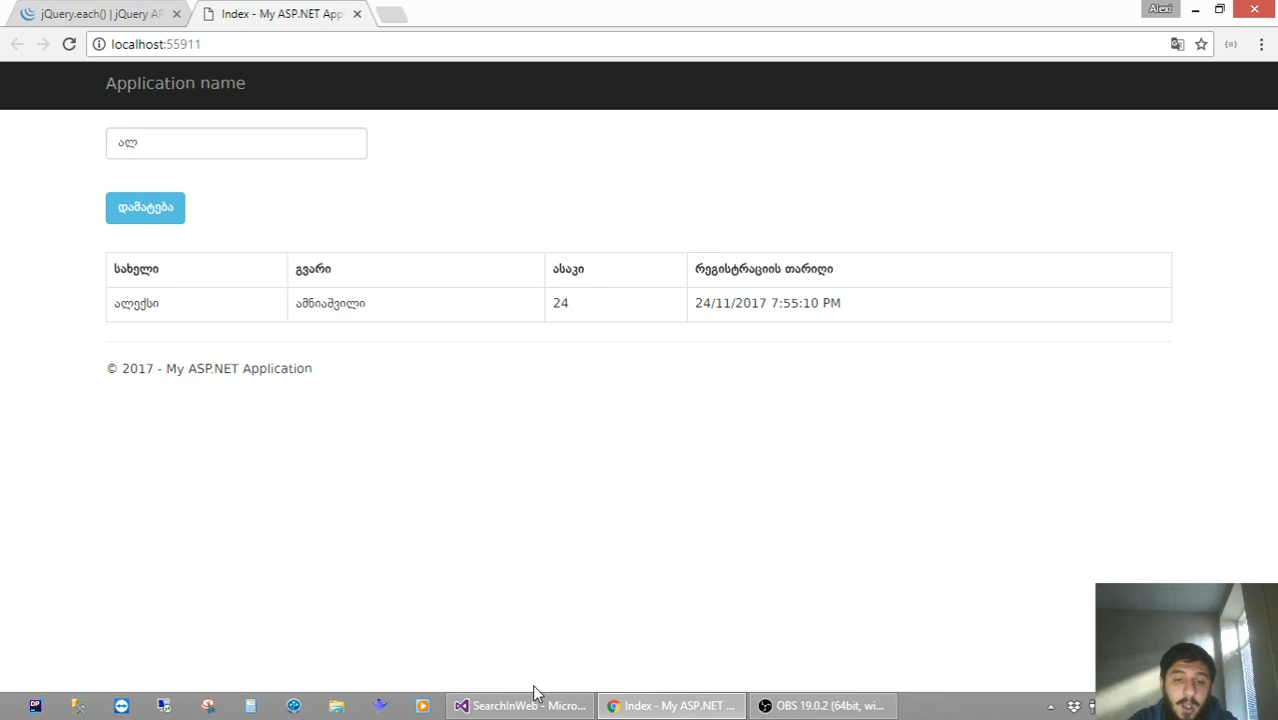 jQuery.each() | jQuery AP
Index - My ASP.NET Appl
Alexi
localhost:55911
Application name
ალ
დამატება
სახელი გვარი ასაკი რეგისტრაციის თარიღი
ალექსი ამნიაშვილი 24 24/11/2017 7:55:10 PM
© 2017 - My ASP.NET Application
DP
SearchInWeb - Micro...
Index - My ASP.NET ...
OBS 19.0.2 (64bit, wi...